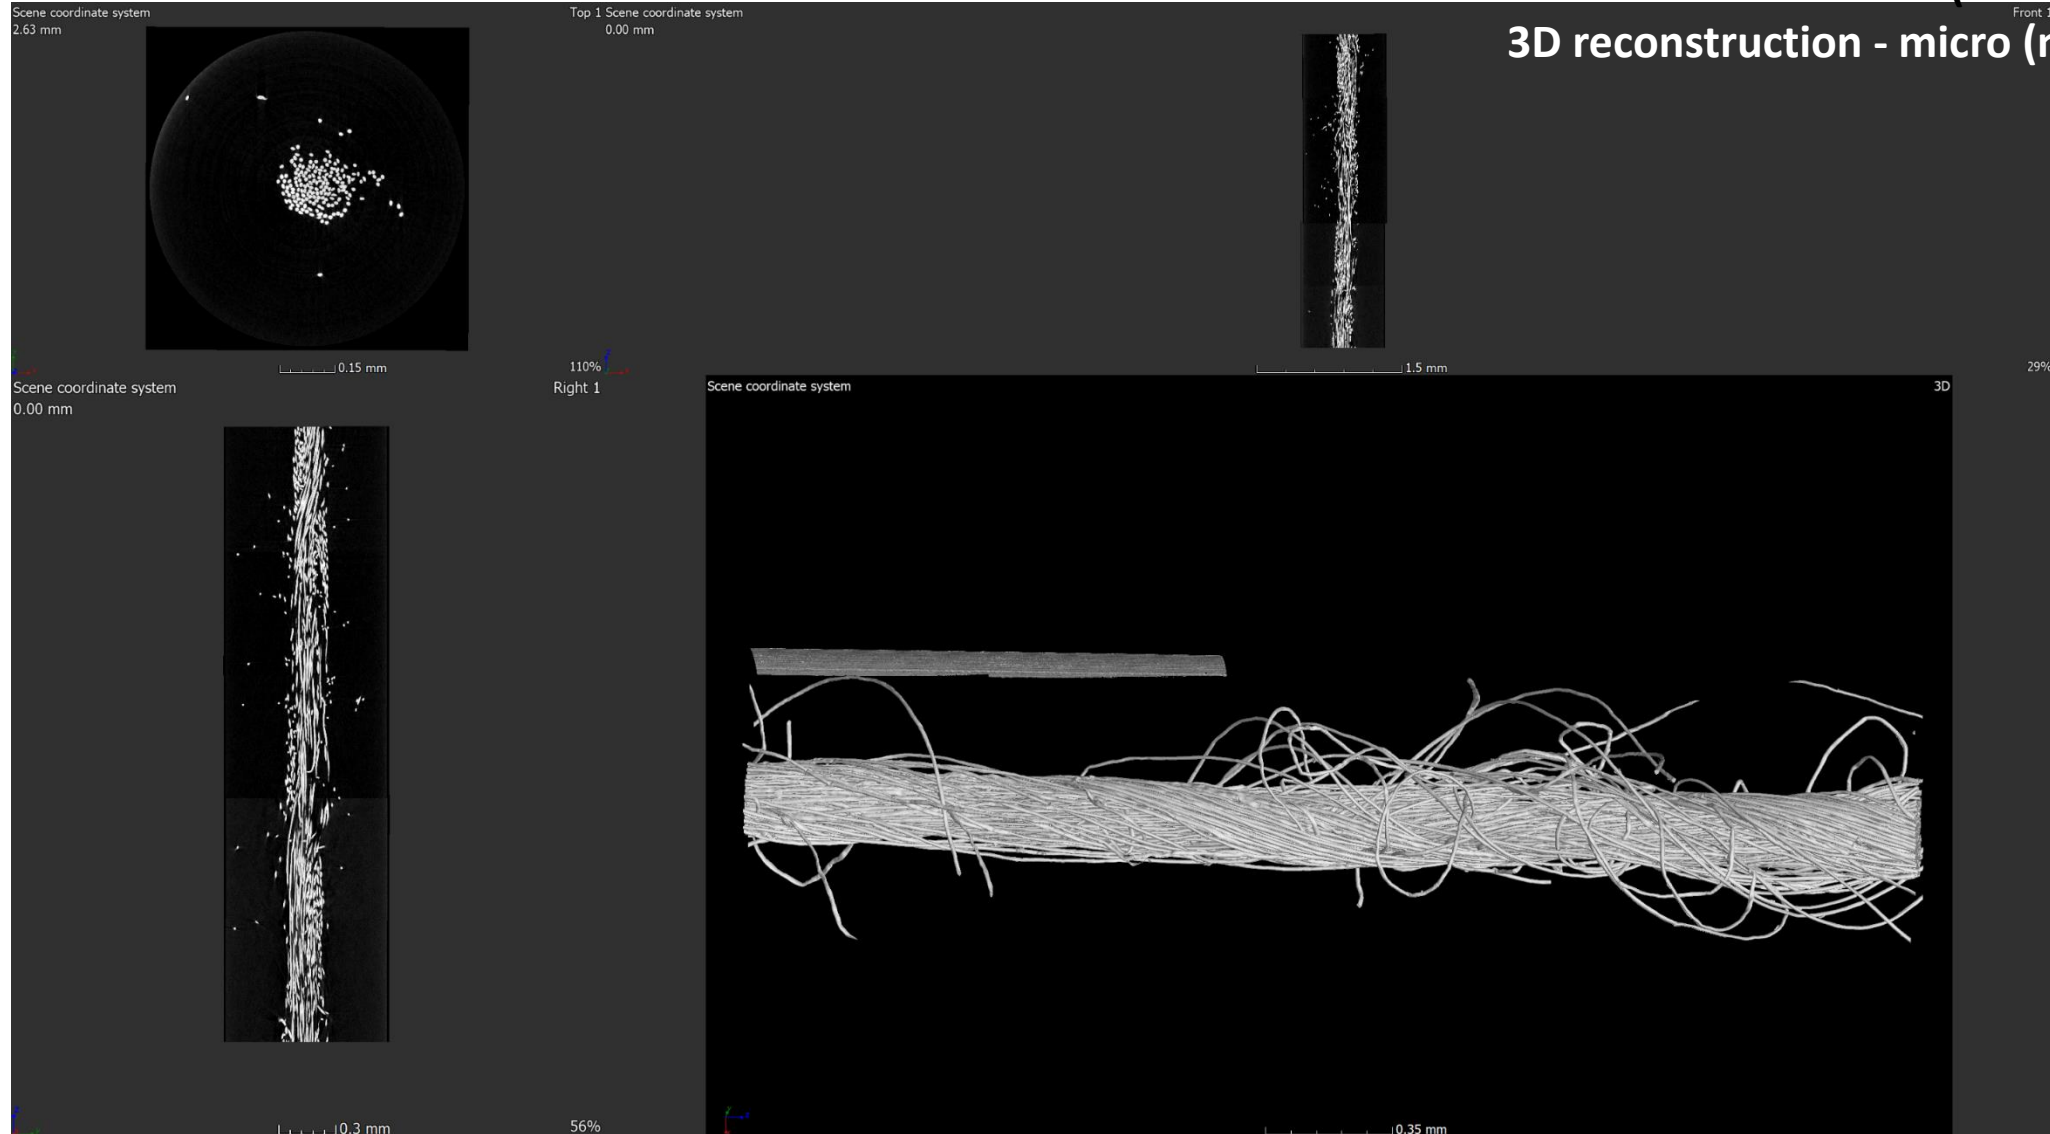 Scene coordinate system
Top 1
2.63 mm
0.15 mm
110%
Scene coordinate system
Front 1
0.00 mm
3D reconstruction - micro (
1.5 mm
29%
Scene coordinate system
Right 1
0.00 mm
0.3 mm
56%
Scene coordinate system
3D
0.35 mm